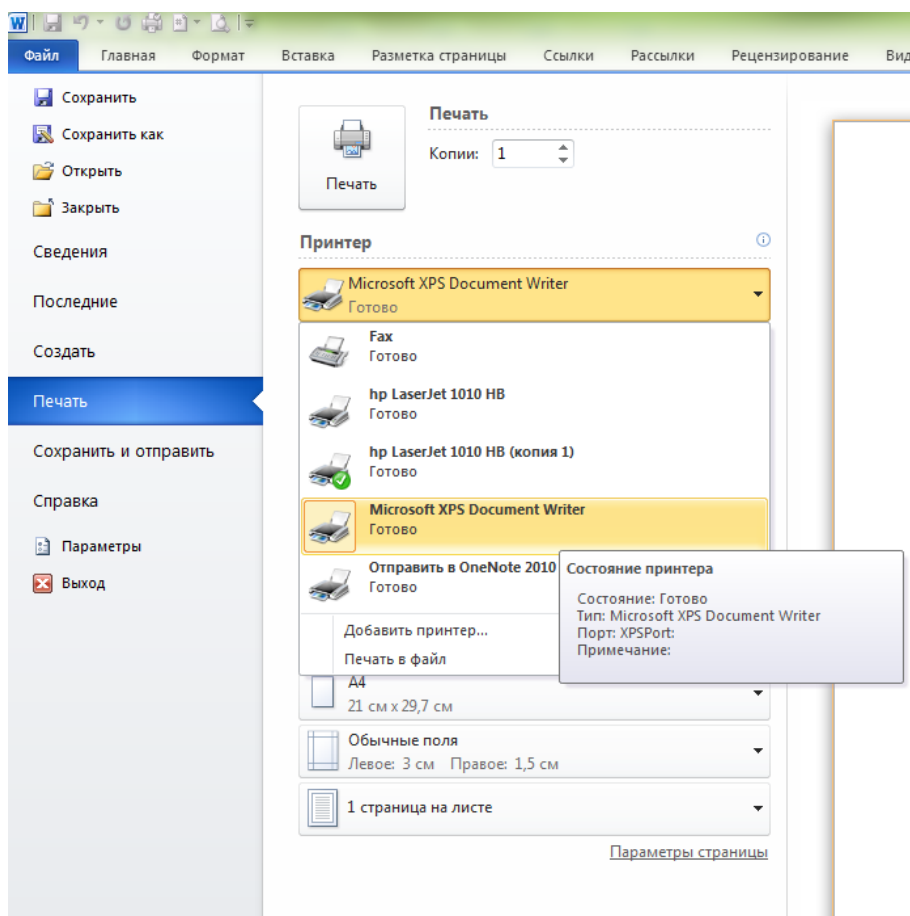 Файл Главная Формат Вставка Разметка страницы Ссылки Рассылки Рецензирование Вид
Сохранить
Сохранить как
Открыть
Закрыть
Сведения
Последние
Создать
Печать
Сохранить и отправить
Справка
Параметры
Выход
Печать
Печать
Копии: 1
Принтер
Microsoft XPS Document Writer
Готово
Fax
Готово
hp LaserJet 1010 HB
Готово
hp LaserJet 1010 HB (копия 1)
Готово
Microsoft XPS Document Writer
Готово
Отправить в OneNote 2010
Готово
Добавить принтер...
Печать в файл
Состояние принтера
Состояние: Готово
Тип: Microsoft XPS Document Writer
Порт: XPSPort:
Примечание:
A4
21 см x 29,7 см
Обычные поля
Левое: 3 см Правое: 1,5 см
1 страница на листе
Параметры страницы